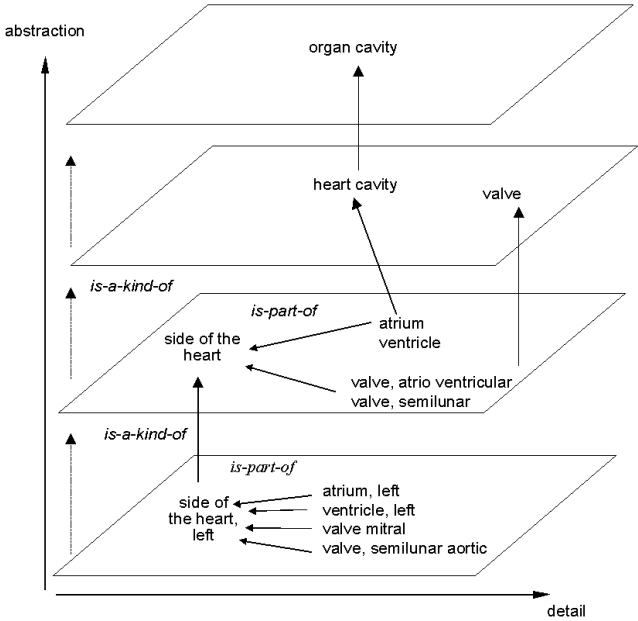 abstraction
organ cavity
heart cavity
valve
is-a-kind-of
is-part-of
side of the
heart
atrium
ventricle
valve, atrio ventricular
valve, semilunar
is-a-kind-of
is-part-of
side of
the heart,
left
atrium, left
ventricle, left
valve mitral
valve, semilunar aortic
detail